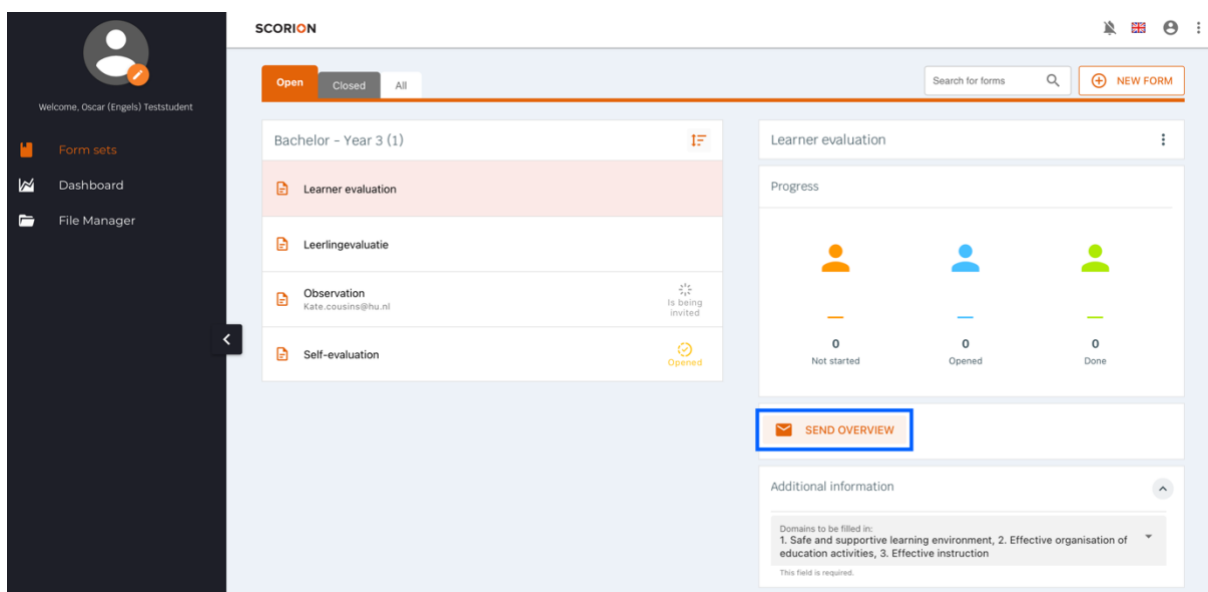 SCORION
Welcome, Oscar (Engels) Teststudent
Form sets
Dashboard
File Manager
Open
Closed
All
Search for forms
NEW FORM
Bachelor - Year 3 (1)
Learner evaluation
Leerlingevaluatie
Observation
Kate.cousins@hu.nl
Is being
invited
Self-evaluation
Opened
Learner evaluation
Progress
0
Not started
0
Opened
0
Done
SEND OVERVIEW
Additional information
Domains to be filled in:
1. Safe and supportive learning environment, 2. Effective organisation of
education activities, 3. Effective instruction
This field is required.